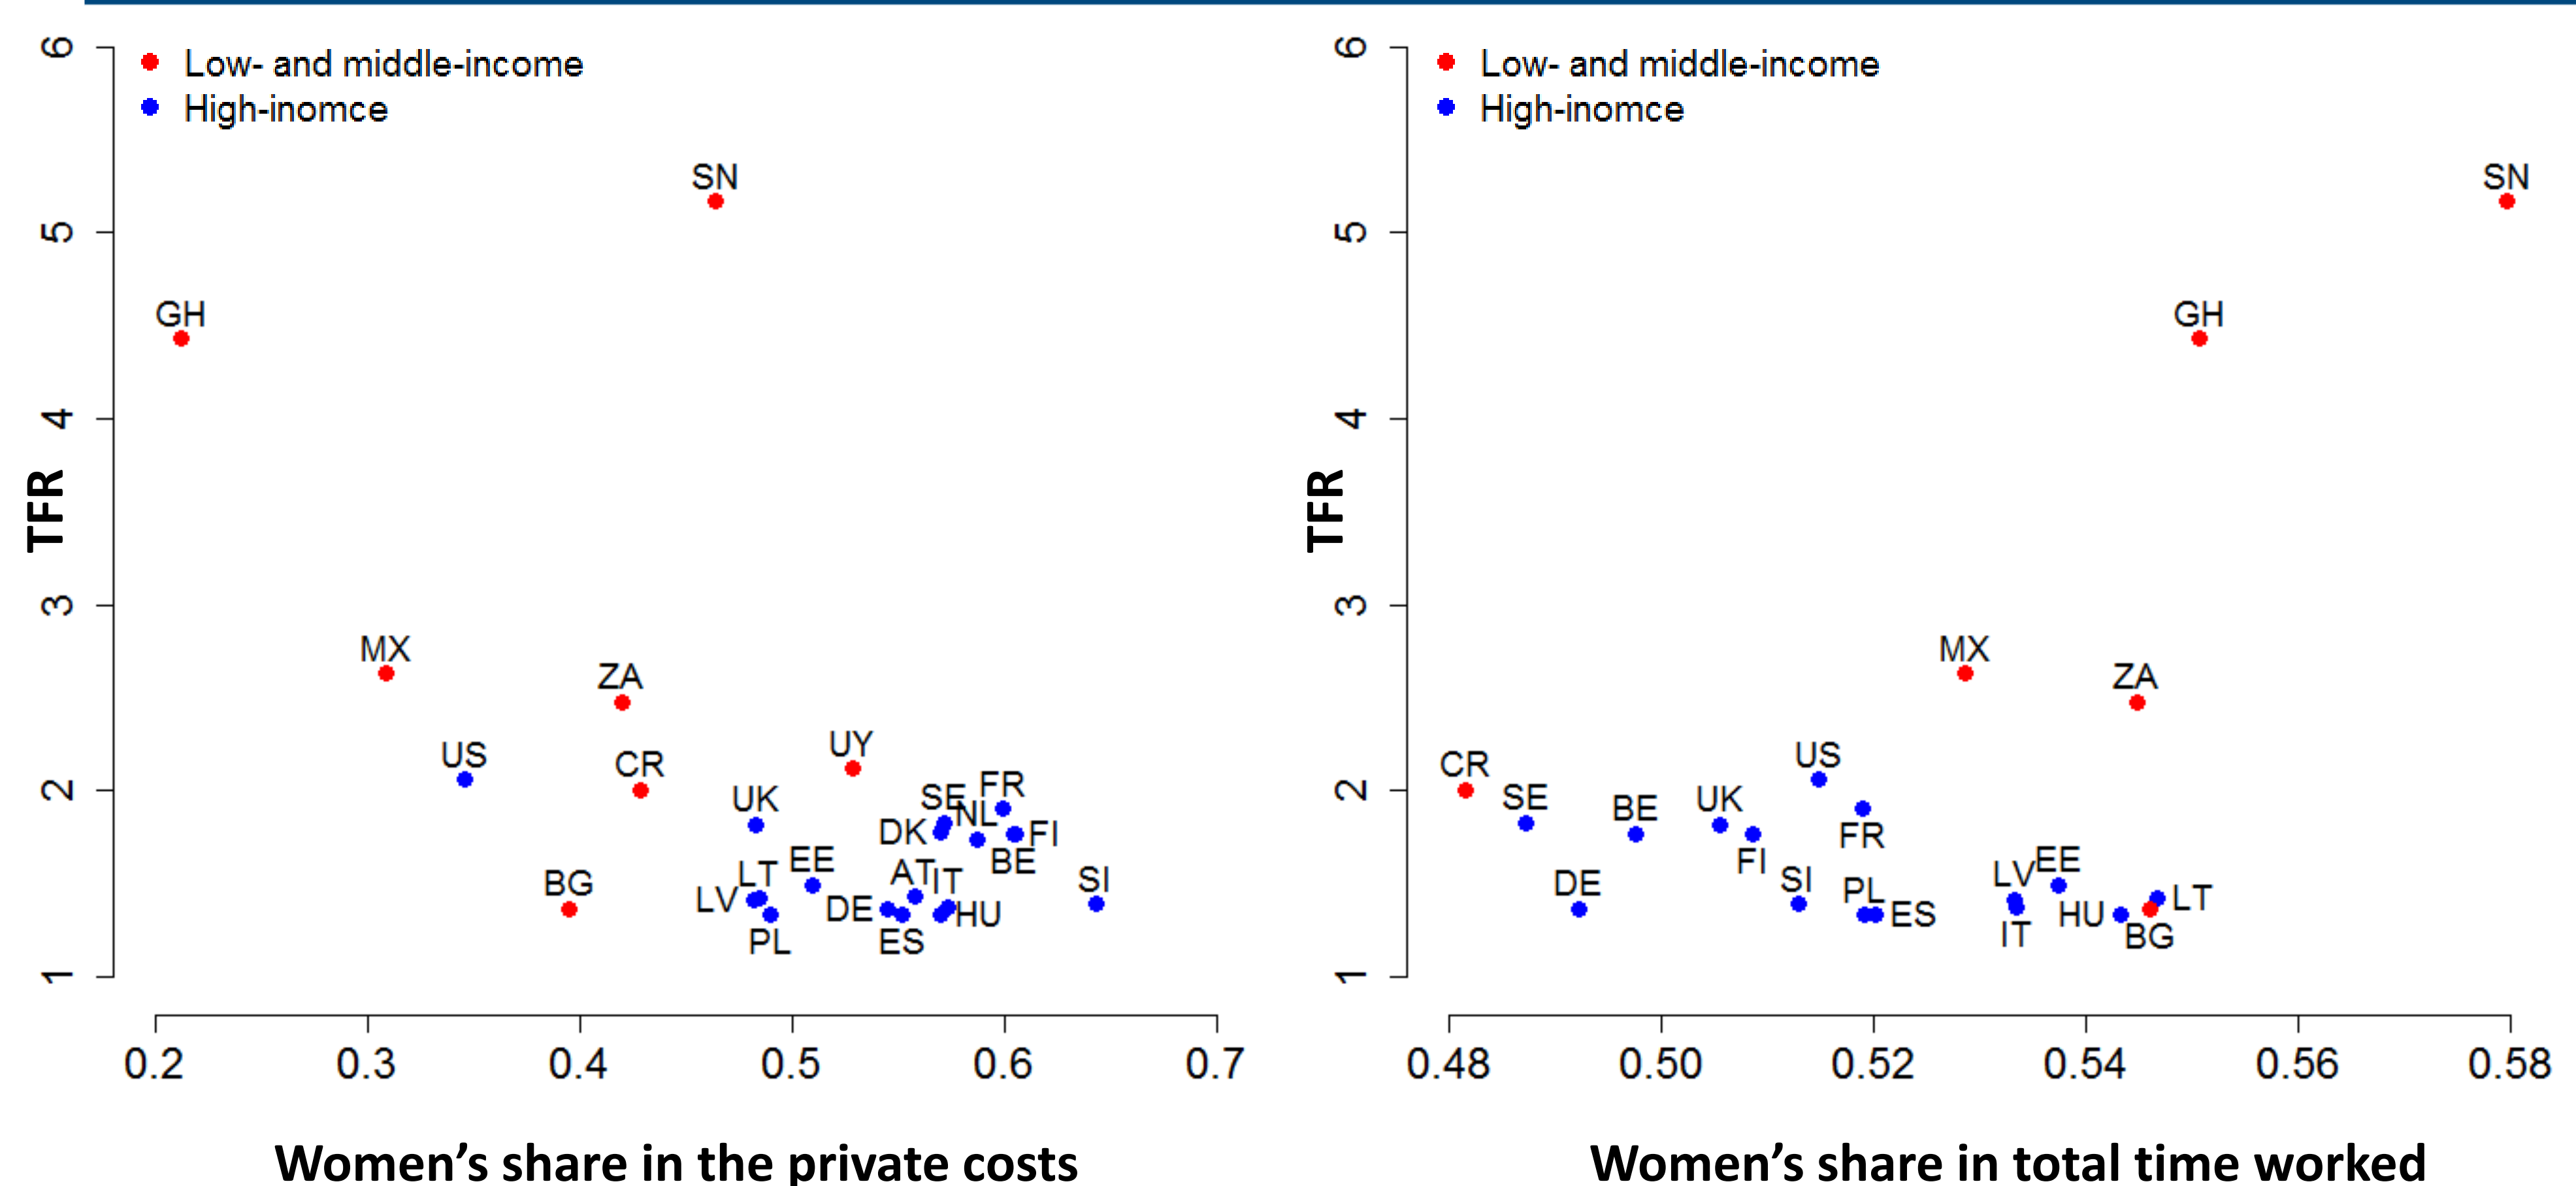 6
5
4
3
2
1
TFR
Low- and middle-income
High-inomce
SN
GH
MX
ZA
US
CR
UY
UK
SE
FR
NL
DK
FI
BE
EE
LT
LV
AT
IT
BG
DE
HU
SI
PL
ES
0.2 0.3 0.4 0.5 0.6 0.7
Women’s share in the private costs
6
5
4
3
2
1
TFR
Low- and middle-income
High-inomce
SN
GH
MX
ZA
US
CR
SE
BE
UK
FR
FI
DE
SI
PL
ES
LV
EE
IT
HU
LT
BG
0.48 0.50 0.52 0.54 0.56 0.58
Women’s share in total time worked